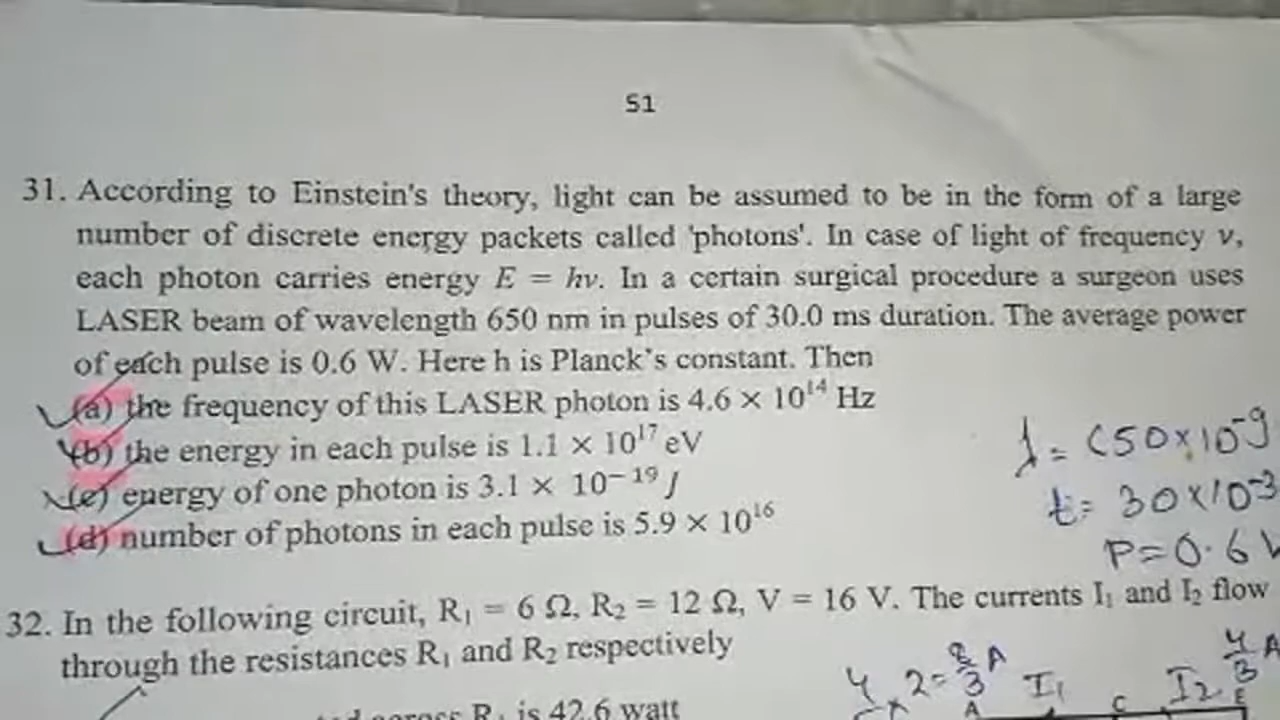 51
31. According to Einstein's theory, light can be assumed to be in the form of a large
number of discrete energy packets called 'photons'. In case of light of frequency ν,
each photon carries energy E = hν. In a certain surgical procedure a surgeon uses
LASER beam of wavelength 650 nm in pulses of 30.0 ms duration. The average power
of each pulse is 0.6 W. Here h is Planck's constant. Then
(a) the frequency of this LASER photon is 4.6 × 10¹⁴ Hz
(b) the energy in each pulse is 1.1 × 10¹⁷ eV
(c) energy of one photon is 3.1 × 10⁻¹⁹ J
(d) number of photons in each pulse is 5.9 × 10¹⁶
λ = 650×10⁻⁹
t = 30×10⁻³
P=0.6
32. In the following circuit, R₁ = 6 Ω, R₂ = 12 Ω, V = 16 V. The currents I₁ and I₂ flow
through the resistances R₁ and R₂ respectively
4 × 2 = 8/3 A I₁ I₂ 4/3 A
A C E
across R₁ is 42.6 watt